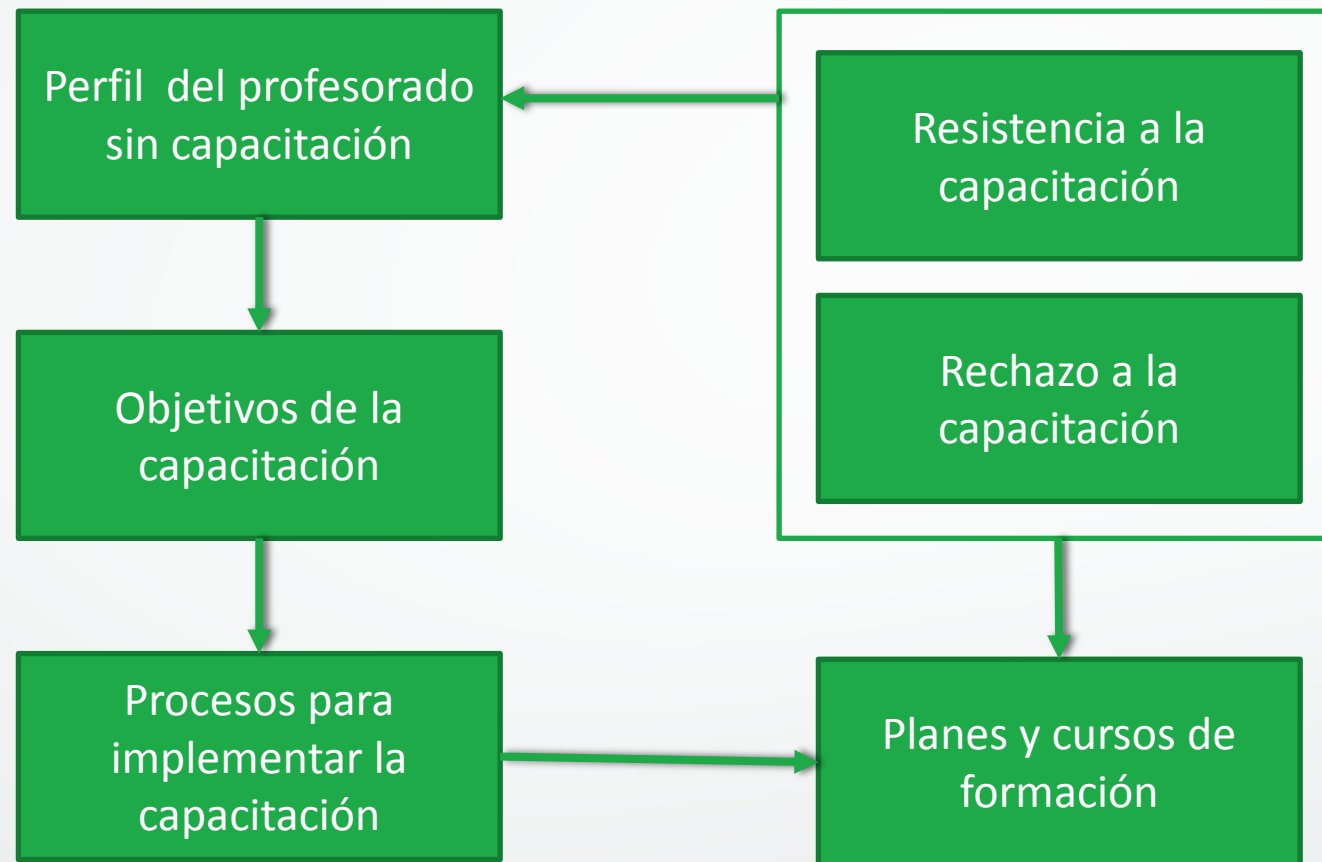 Perfil  del profesorado
sin capacitación
Resistencia a la
capacitación
Rechazo a la
capacitación
Objetivos de la
capacitación
Procesos para
implementar la
capacitación
Planes y cursos de
formación